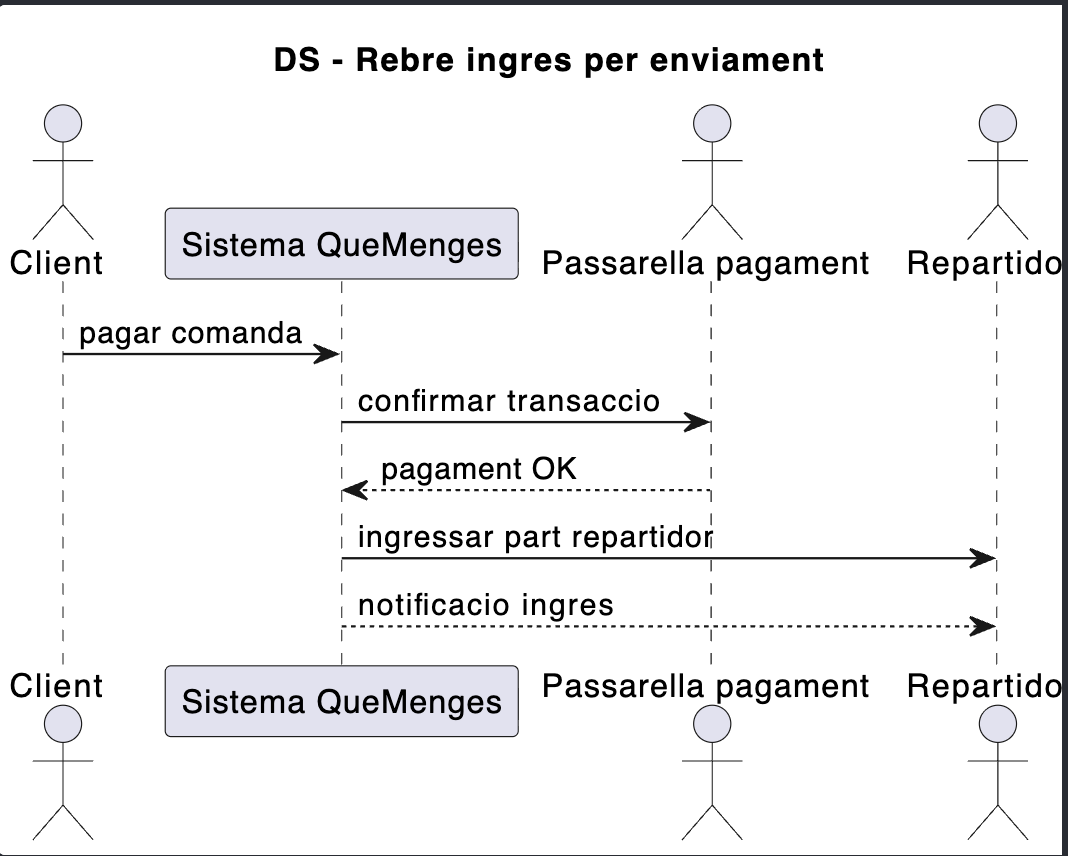 DS - Rebre ingres per enviament
Client
Sistema QueMenges
Passarella pagament
Repartido
pagar comanda
confirmar transaccio
pagament OK
ingressar part repartidor
notificacio ingres
Client
Sistema QueMenges
Passarella pagament
Repartido